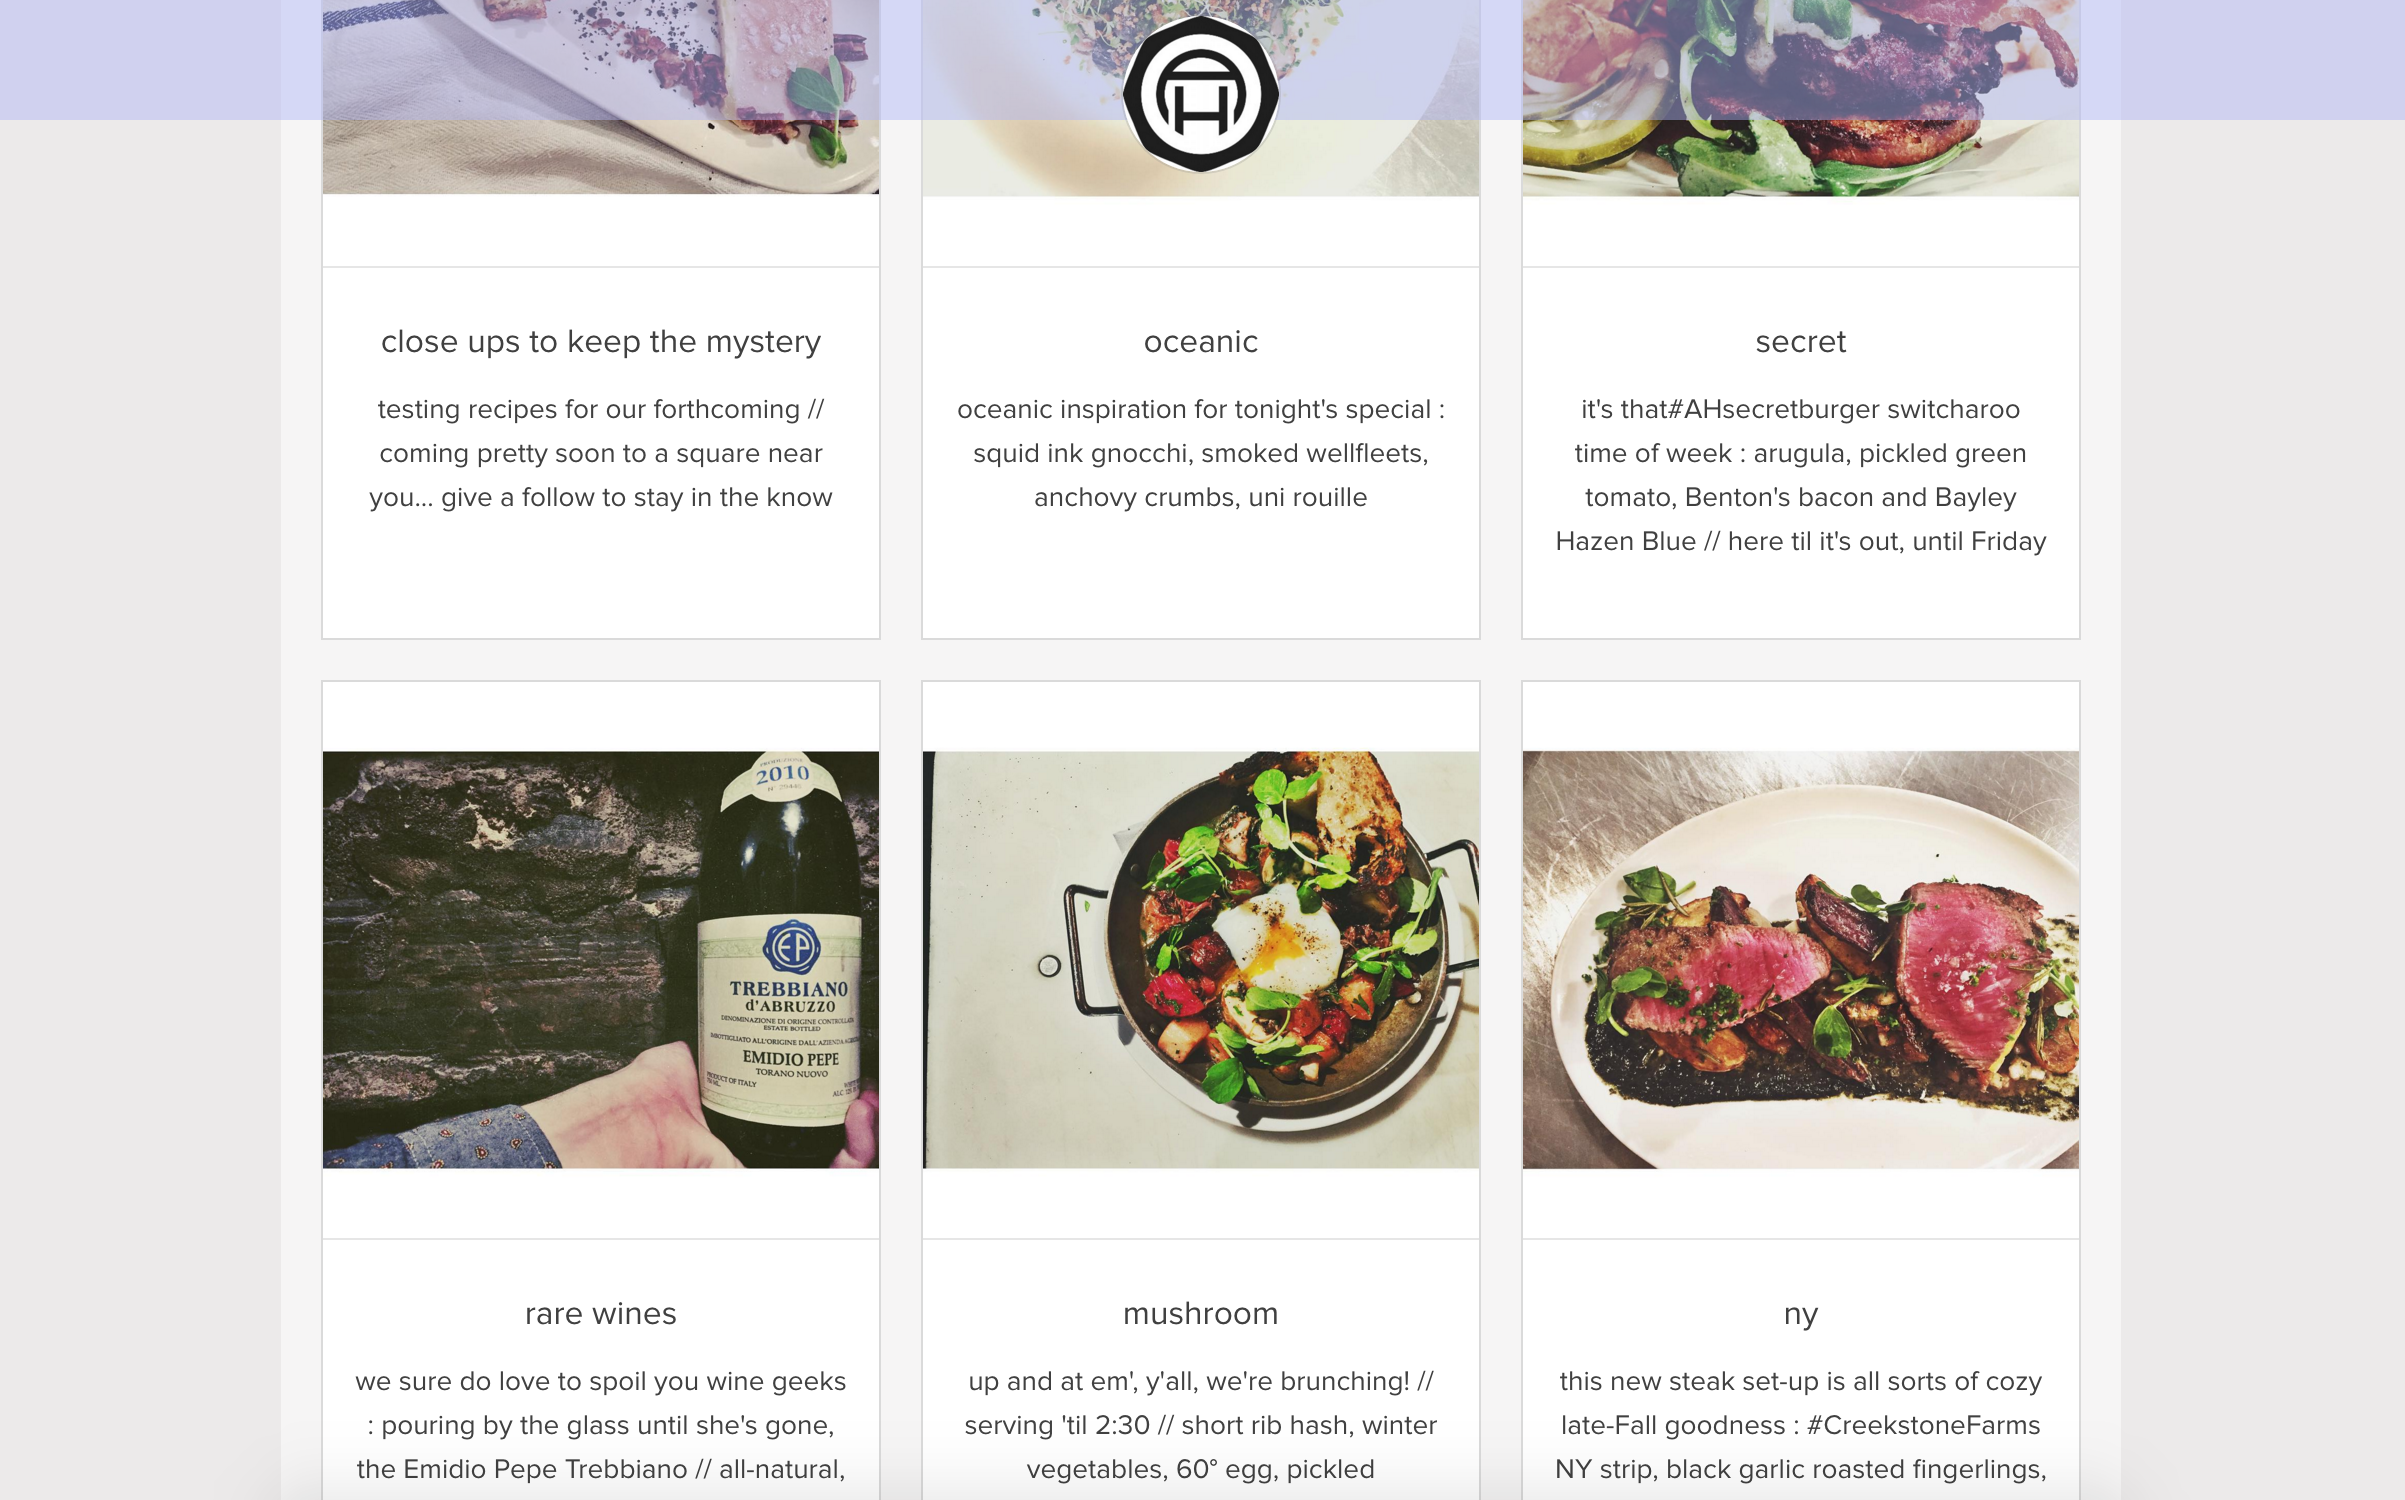 close ups to keep the mystery
testing recipes for our forthcoming //
coming pretty soon to a square near
you... give a follow to stay in the know
oceanic
oceanic inspiration for tonight's special :
squid ink gnocchi, smoked wellfleets,
anchovy crumbs, uni rouille
secret
it's that#AHsecretburger switcharoo
time of week : arugula, pickled green
tomato, Benton's bacon and Bayley
Hazen Blue // here til it's out, until Friday
2010
EP
TREBBIANO
d'ABRUZZO
DENOMINAZIONE DI ORIGINE CONTROLLATA
ESTATE BOTTLED
EMIDIO PEPE
TORANO NUOVO
PRODUCT OF ITALY
rare wines
we sure do love to spoil you wine geeks
: pouring by the glass until she's gone,
the Emidio Pepe Trebbiano // all-natural,
mushroom
up and at em', y'all, we're brunching! //
serving 'til 2:30 // short rib hash, winter
vegetables, 60° egg, pickled
ny
this new steak set-up is all sorts of cozy
late-Fall goodness : #CreekstoneFarms
NY strip, black garlic roasted fingerlings,